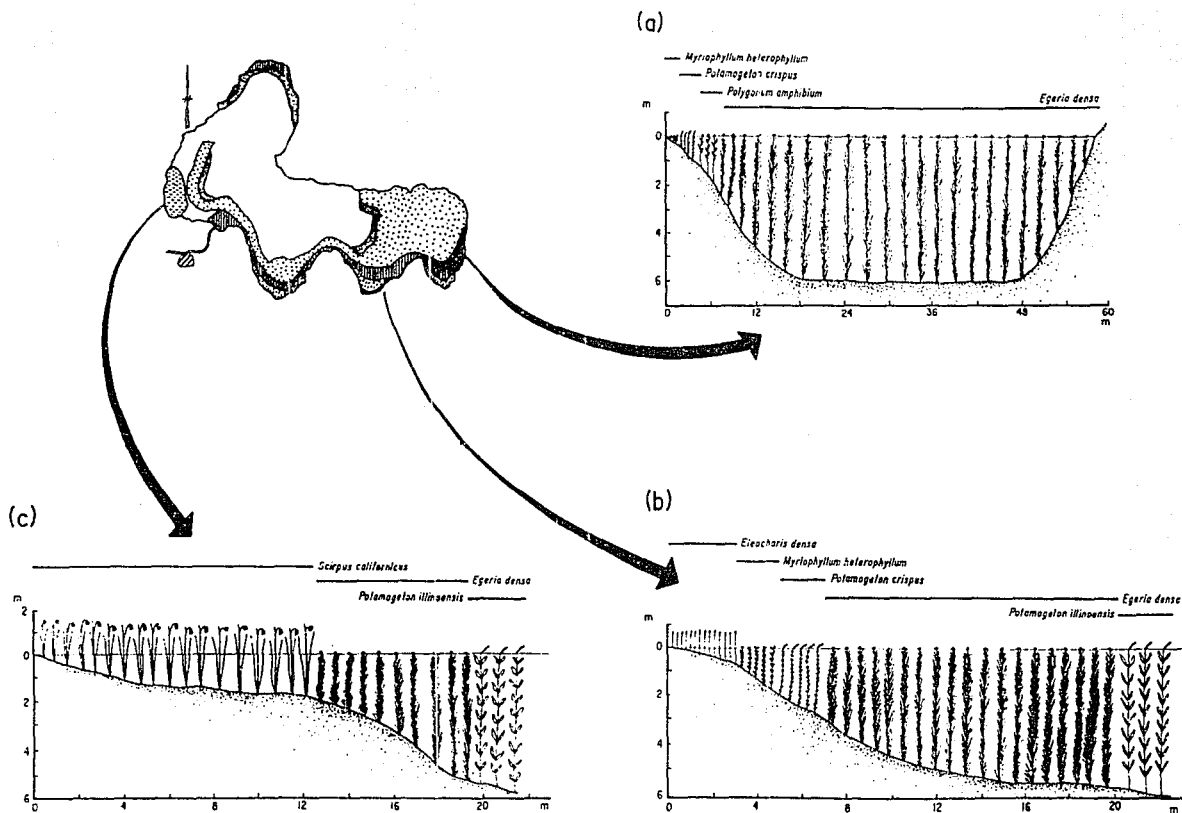 (a)
Myriophyllum heterophyllum
Potamogeton crispus
Polygonum amphibium
Egeria densa
m
0
2
4
6
0 12 24 36 48 60
m
(c)
Scirpus californicus
Egeria densa
Potamogeton illinoensis
m
2
0
2
4
6
0 4 8 12 16 20 m
(b)
Eleocharis densa
Myriophyllum heterophyllum
Potamogeton crispus
Egeria densa
Potamogeton illinoensis
m
0
2
4
6
0 4 8 12 16 20 m